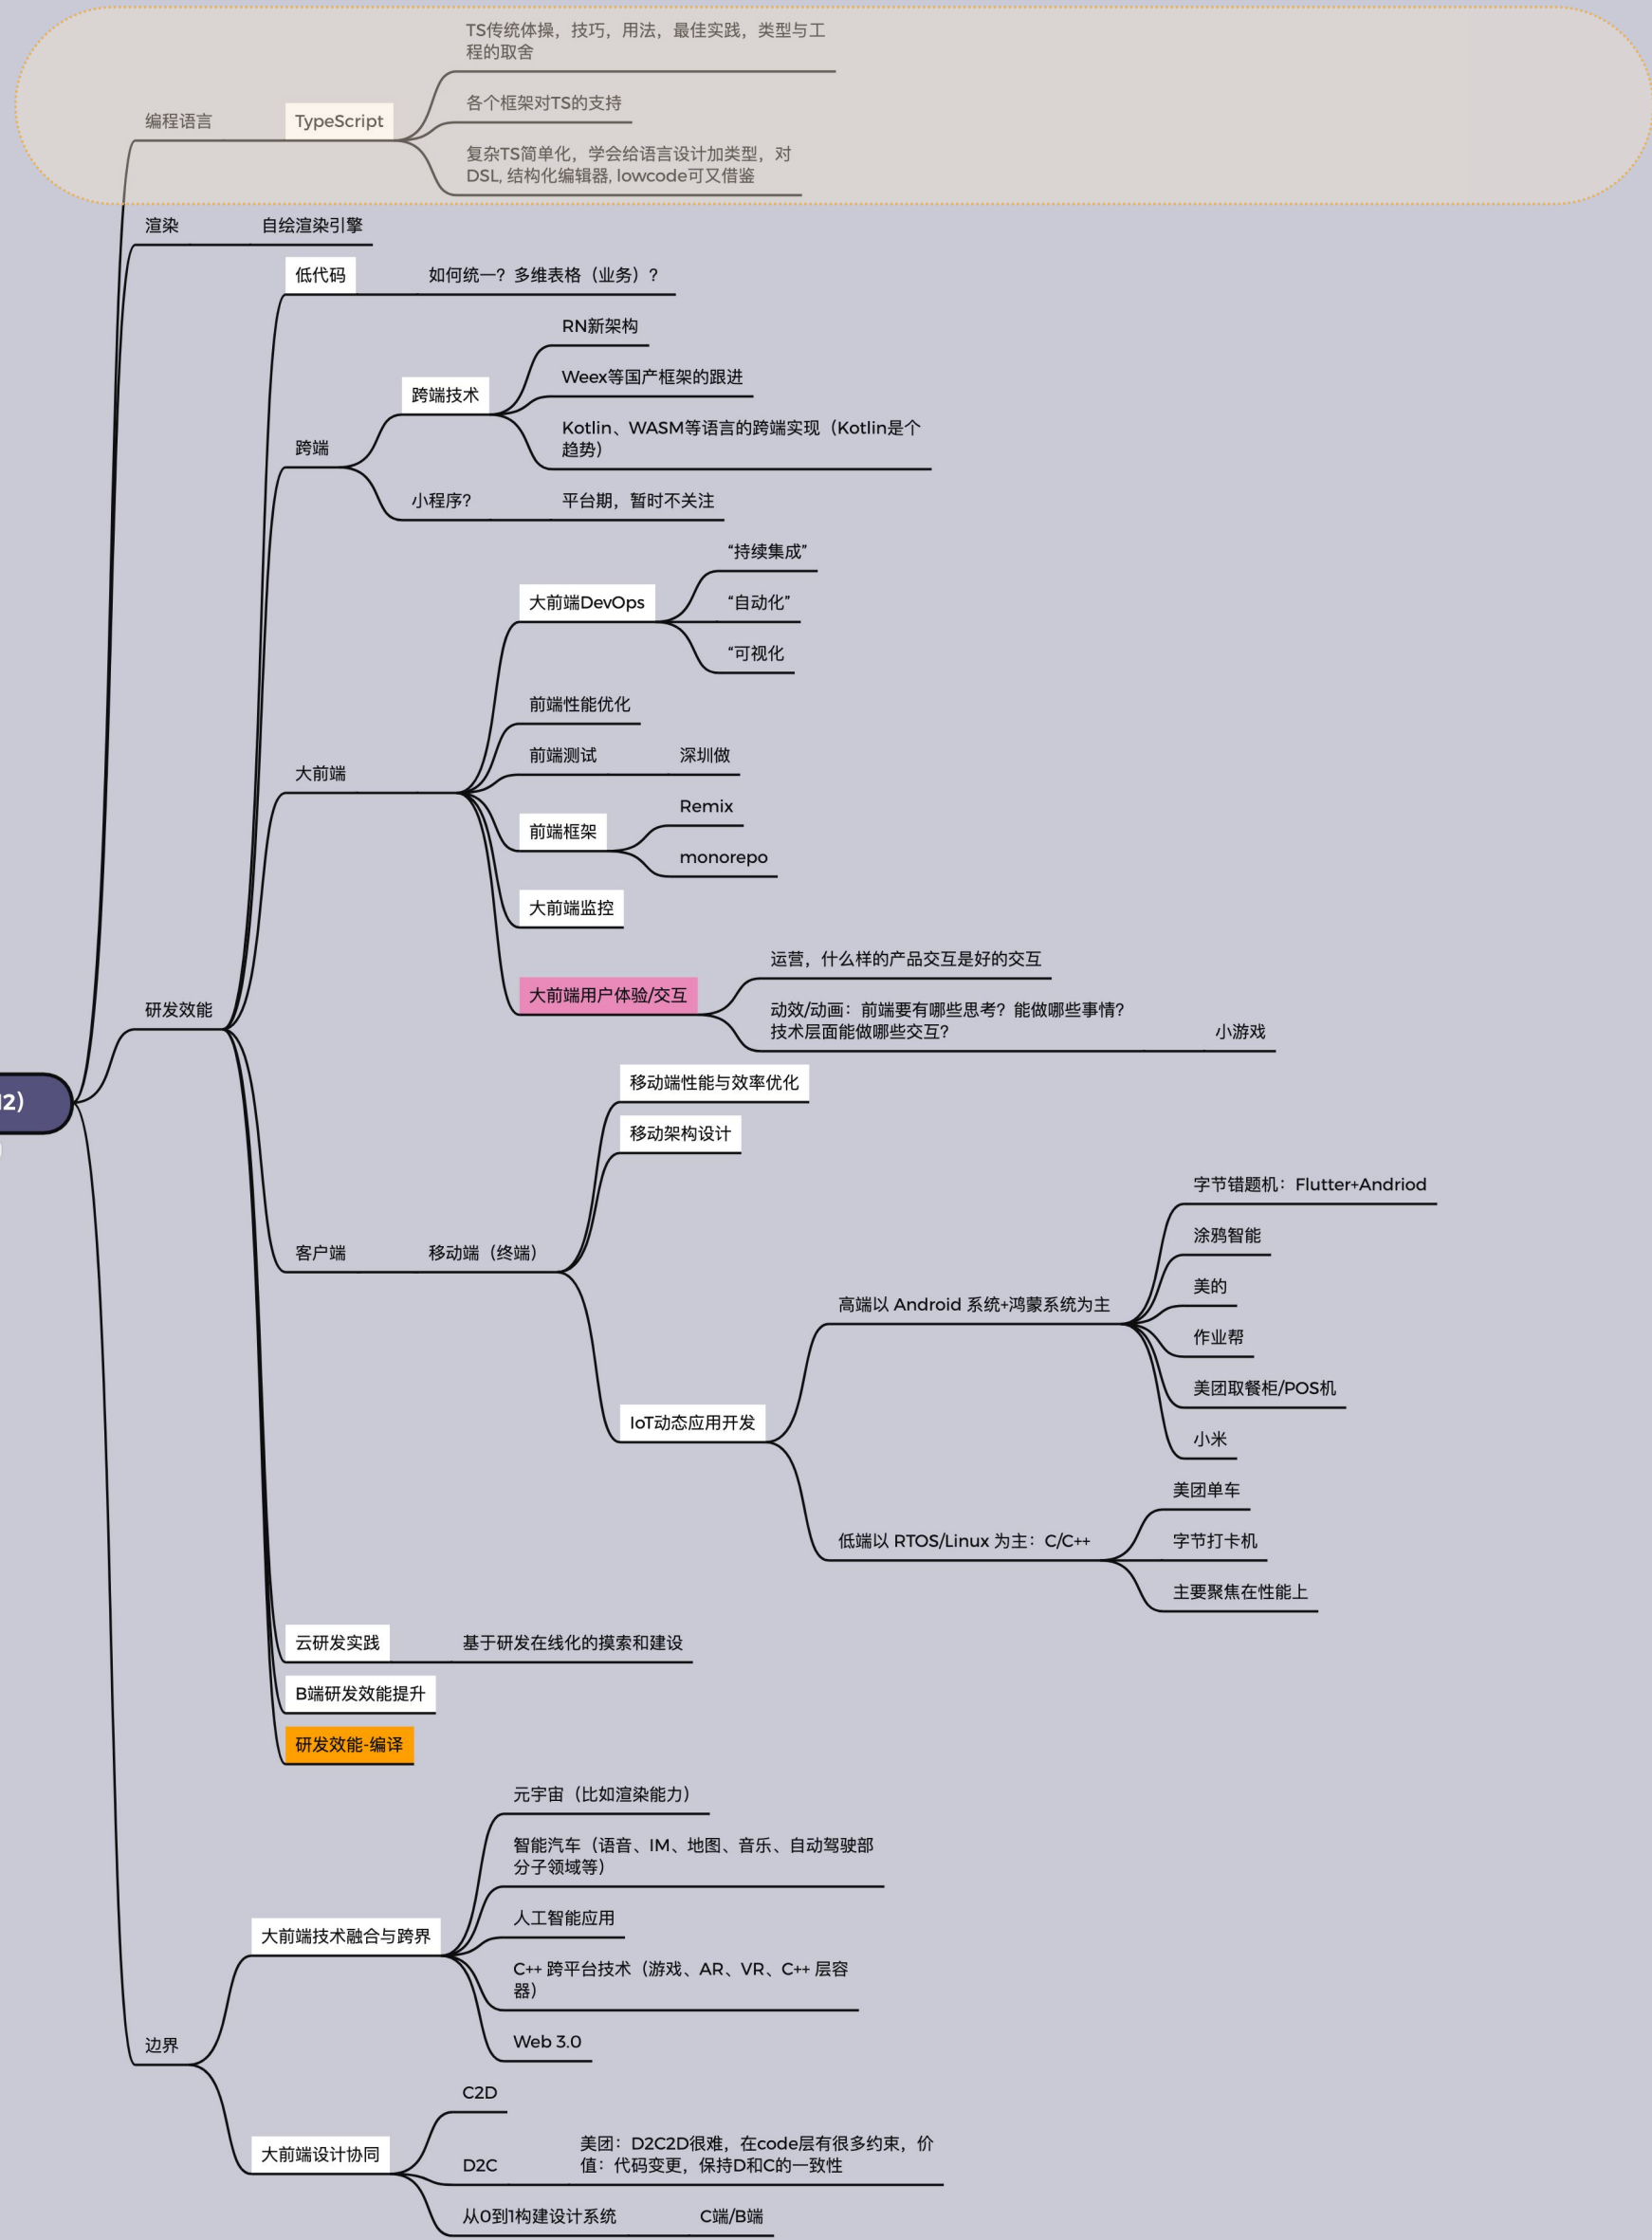 TS传统体操，技巧，用法，最佳实践，类型与工
程的取舍
各个框架对TS的支持
编程语言
TypeScript
复杂TS简单化，学会给语言设计加类型，对
DSL, 结构化编辑器, lowcode可又借鉴
渲染
自绘渲染引擎
低代码
如何统一？多维表格（业务）？
RN新架构
Weex等国产框架的跟进
跨端技术
Kotlin、WASM等语言的跨端实现（Kotlin是个
趋势）
跨端
小程序？
平台期，暂时不关注
“持续集成”
大前端DevOps
“自动化”
“可视化
前端性能优化
前端测试
深圳做
大前端
Remix
前端框架
monorepo
大前端监控
运营，什么样的产品交互是好的交互
大前端用户体验/交互
动效/动画：前端要有哪些思考？能做哪些事情？
技术层面能做哪些交互？
小游戏
研发效能
移动端性能与效率优化
I2）
移动架构设计
字节错题机：Flutter+Andriod
涂鸦智能
客户端
移动端（终端）
美的
高端以 Android 系统+鸿蒙系统为主
作业帮
美团取餐柜/POS机
IoT动态应用开发
小米
美团单车
低端以 RTOS/Linux 为主：C/C++
字节打卡机
主要聚焦在性能上
云研发实践
基于研发在线化的摸索和建设
B端研发效能提升
研发效能-编译
元宇宙（比如渲染能力）
智能汽车（语音、IM、地图、音乐、自动驾驶部
分子领域等）
人工智能应用
大前端技术融合与跨界
C++ 跨平台技术（游戏、AR、VR、C++ 层容
器）
Web 3.0
边界
C2D
大前端设计协同
美团：D2C2D很难，在code层有很多约束，价
值：代码变更，保持D和C的一致性
D2C
从0到1构建设计系统
C端/B端